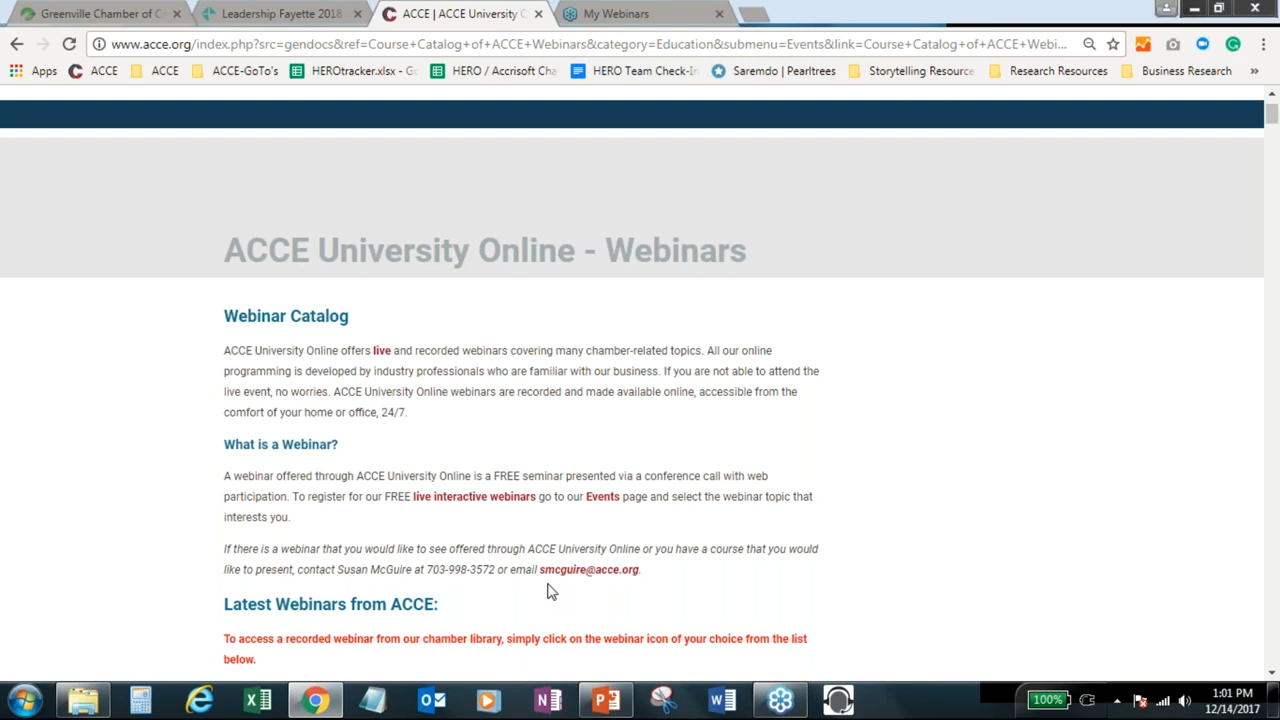 Greenville Chamber of C
Leadership Fayette 2018
ACCE | ACCE University O
My Webinars
www.acce.org/index.php?src=gendocs&ref=Course+Catalog+of+ACCE+Webinars&category=Education&submenu=Events&link=Course+Catalog+of+ACCE+Webi...
Apps ACCE ACCE ACCE-GoTo's HEROtracker.xlsx - Go HERO / Accrisoft Cha HERO Team Check-In Saremdo | Pearltrees Storytelling Resource Research Resources Business Research »
ACCE University Online - Webinars
Webinar Catalog
ACCE University Online offers live and recorded webinars covering many chamber-related topics. All our online
programming is developed by industry professionals who are familiar with our business. If you are not able to attend the
live event, no worries. ACCE University Online webinars are recorded and made available online, accessible from the
comfort of your home or office, 24/7.
What is a Webinar?
A webinar offered through ACCE University Online is a FREE seminar presented via a conference call with web
participation. To register for our FREE live interactive webinars go to our Events page and select the webinar topic that
interests you.
If there is a webinar that you would like to see offered through ACCE University Online or you have a course that you would
like to present, contact Susan McGuire at 703-998-3572 or email smcguire@acce.org.
Latest Webinars from ACCE:
To access a recorded webinar from our chamber library, simply click on the webinar icon of your choice from the list
below.
100%
1:01 PM
12/14/2017